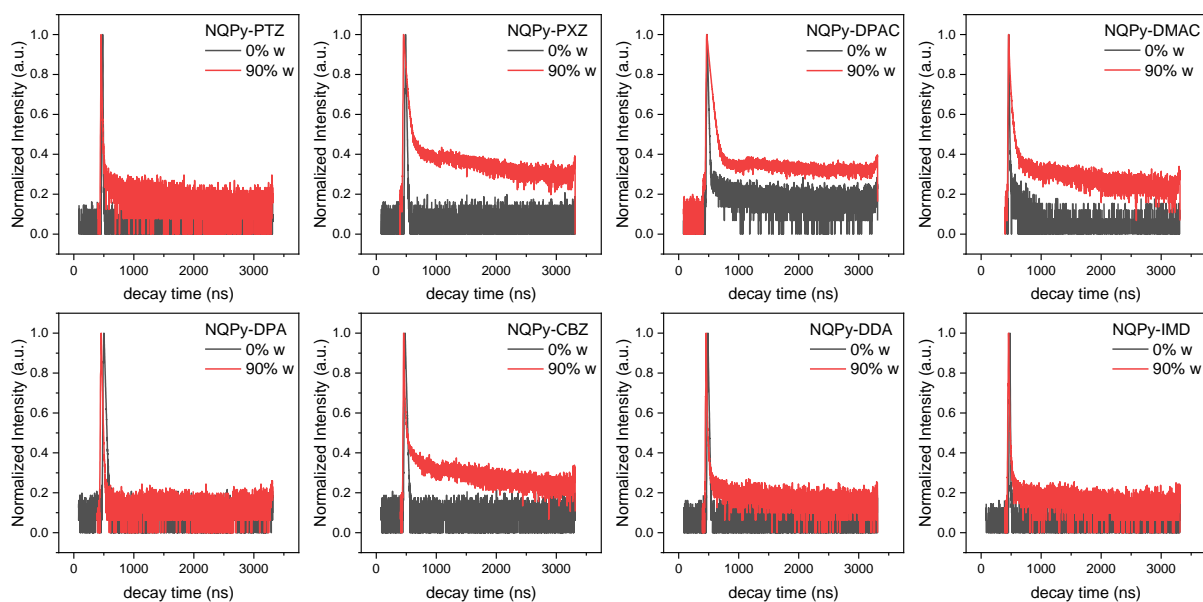 NQPy-PTZ
0% w
90% w
Normalized Intensity (a.u.)
1.0
0.8
0.6
0.4
0.2
0.0
0 1000 2000 3000
decay time (ns)
NQPy-PXZ
0% w
90% w
Normalized Intensity (a.u.)
1.0
0.8
0.6
0.4
0.2
0.0
0 1000 2000 3000
decay time (ns)
NQPy-DPAC
0% w
90% w
Normalized Intensity (a.u.)
1.0
0.8
0.6
0.4
0.2
0.0
0 1000 2000 3000
decay time (ns)
NQPy-DMAC
0% w
90% w
Normalized Intensity (a.u.)
1.0
0.8
0.6
0.4
0.2
0.0
0 1000 2000 3000
decay time (ns)
NQPy-DPA
0% w
90% w
Normalized Intensity (a.u.)
1.0
0.8
0.6
0.4
0.2
0.0
0 1000 2000 3000
decay time (ns)
NQPy-CBZ
0% w
90% w
Normalized Intensity (a.u.)
1.0
0.8
0.6
0.4
0.2
0.0
0 1000 2000 3000
decay time (ns)
NQPy-DDA
0% w
90% w
Normalized Intensity (a.u.)
1.0
0.8
0.6
0.4
0.2
0.0
0 1000 2000 3000
decay time (ns)
NQPy-IMD
0% w
90% w
Normalized Intensity (a.u.)
1.0
0.8
0.6
0.4
0.2
0.0
0 1000 2000 3000
decay time (ns)